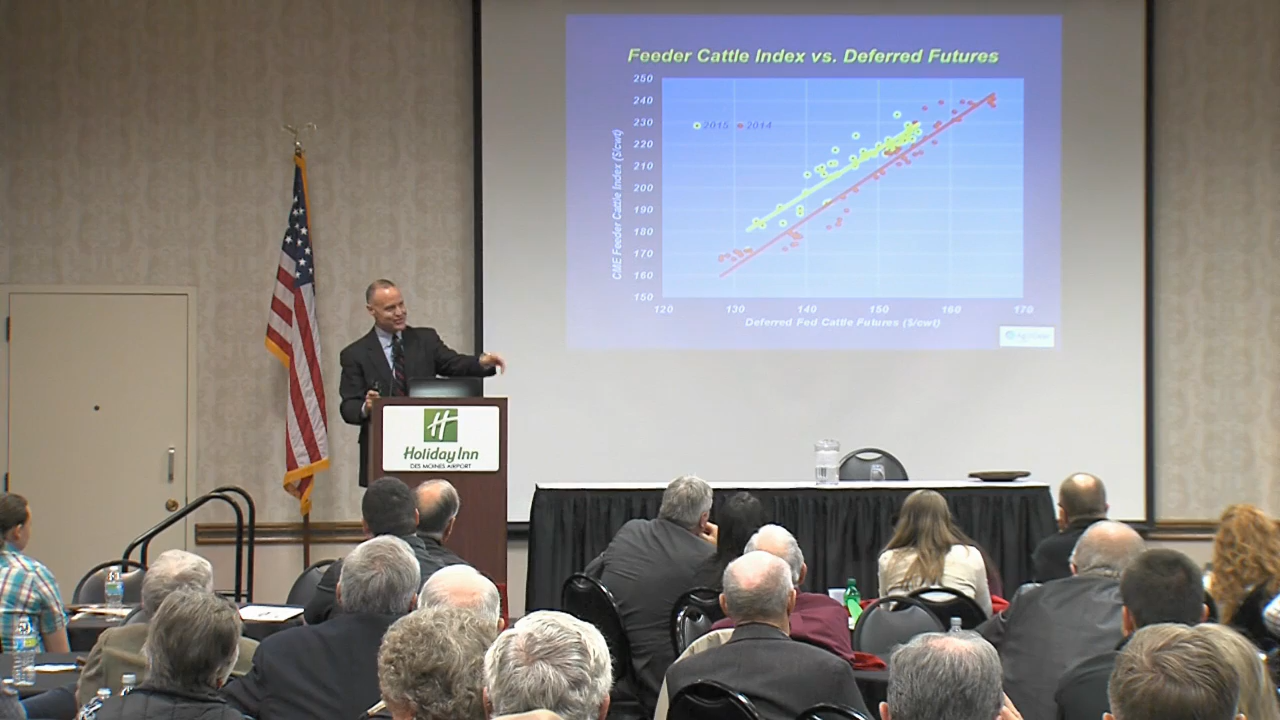 Feeder Cattle Index vs. Deferred Futures
CME Feeder Cattle Index ($/cwt)
250
240
230
220
210
200
190
180
170
160
150
2015 2014
120 130 140 150 160 170
Deferred Fed Cattle Futures ($/cwt)
H
Holiday Inn
DES MOINES AIRPORT